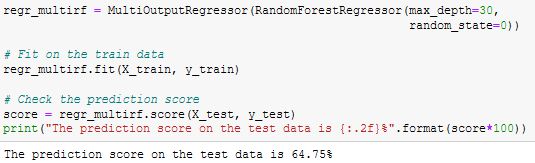 regr_multirf = MultiOutputRegressor(RandomForestRegressor(max_depth=30,
random_state=0))
# Fit on the train data
regr_multirf.fit(X_train, y_train)
# Check the prediction score
score = regr_multirf.score(X_test, y_test)
print("The prediction score on the test data is {:.2f}%".format(score*100))
The prediction score on the test data is 64.75%